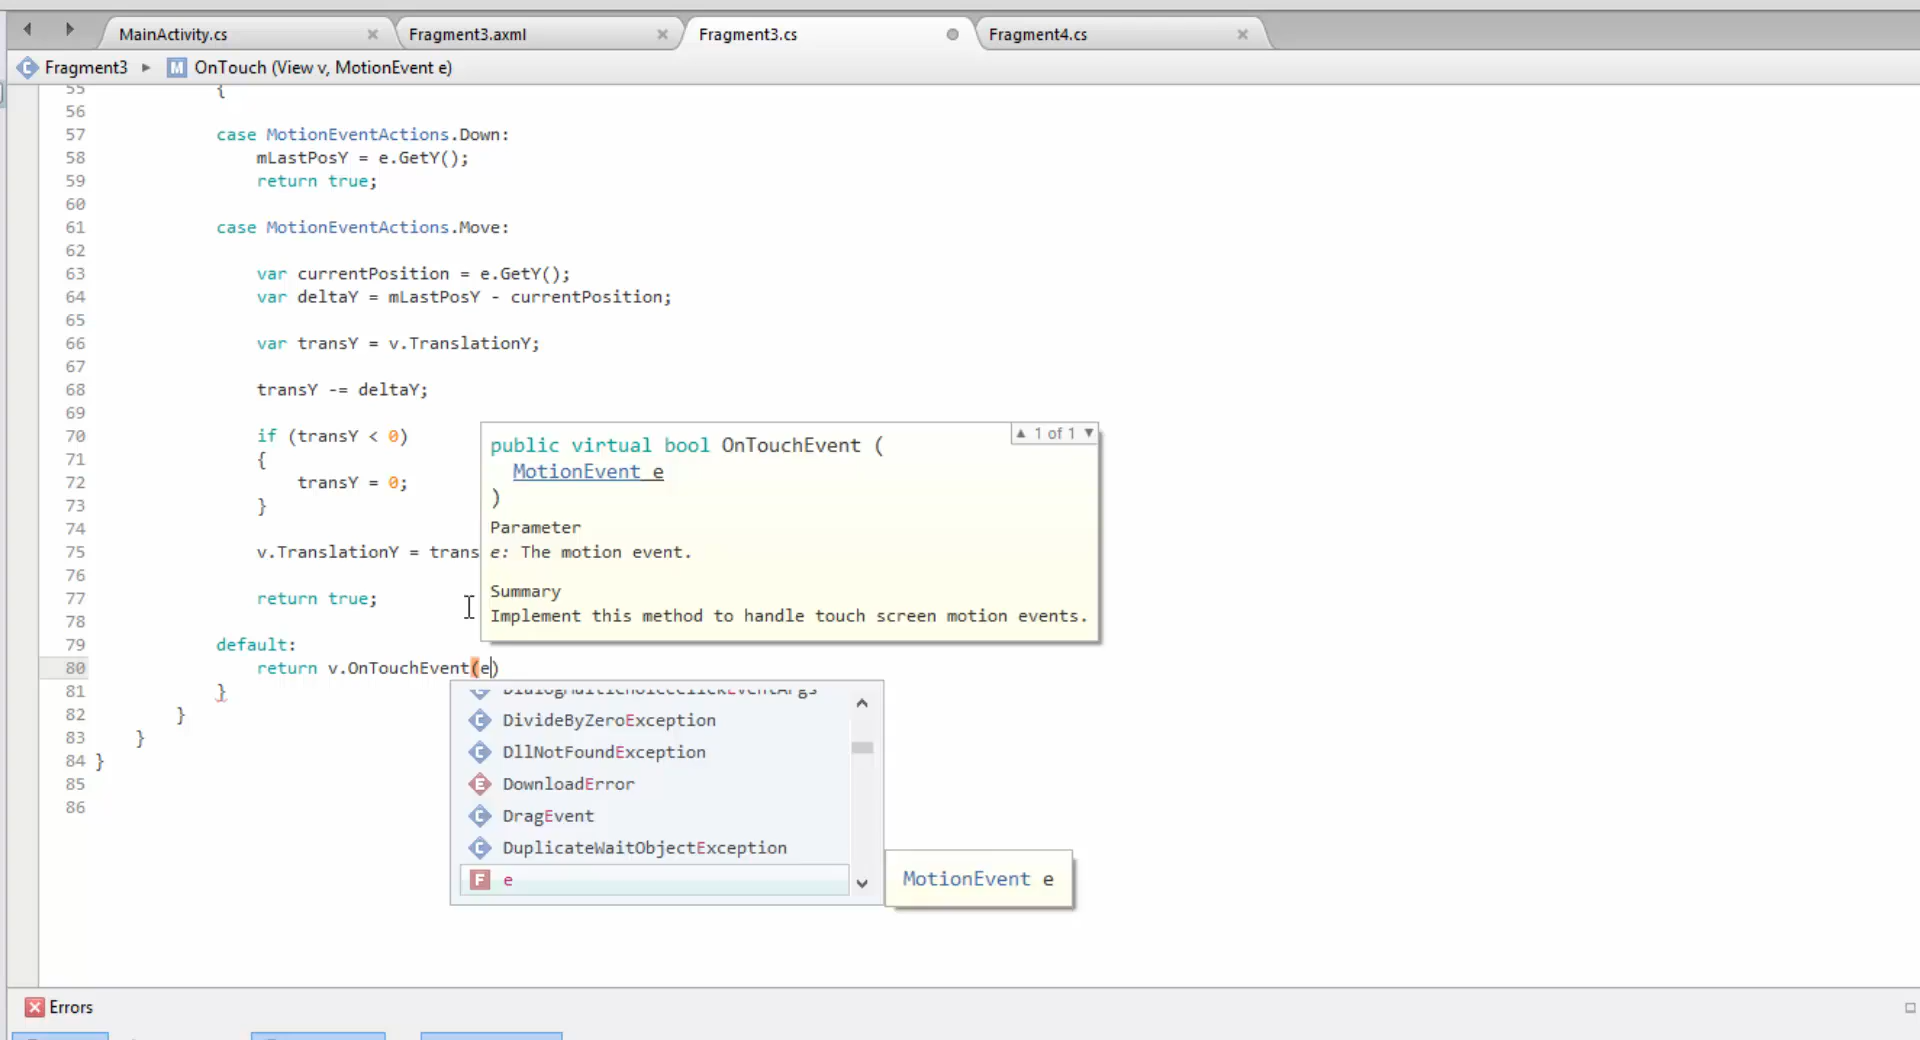 MainActivity.cs
Fragment3.axml
Fragment3.cs
Fragment4.cs
Fragment3 ▸ M OnTouch (View v, MotionEvent e)
55 {
56
57 case MotionEventActions.Down:
58 mLastPosY = e.GetY();
59 return true;
60
61 case MotionEventActions.Move:
62
63 var currentPosition = e.GetY();
64 var deltaY = mLastPosY - currentPosition;
65
66 var transY = v.TranslationY;
67
68 transY -= deltaY;
69
70 if (transY < 0)
71 {
72 transY = 0;
73 }
74
75 v.TranslationY = trans
76
77 return true;
78
79 default:
80 return v.OnTouchEvent(e)
81 }
82 }
83 }
84 }
85
86
▲ 1 of 1 ▼
public virtual bool OnTouchEvent (
MotionEvent e
)
Parameter
e: The motion event.
Summary
Implement this method to handle touch screen motion events.
DialogMultiChoiceClickEventArgs
DivideByZeroException
DllNotFoundException
DownloadError
DragEvent
DuplicateWaitObjectException
e
MotionEvent e
Errors